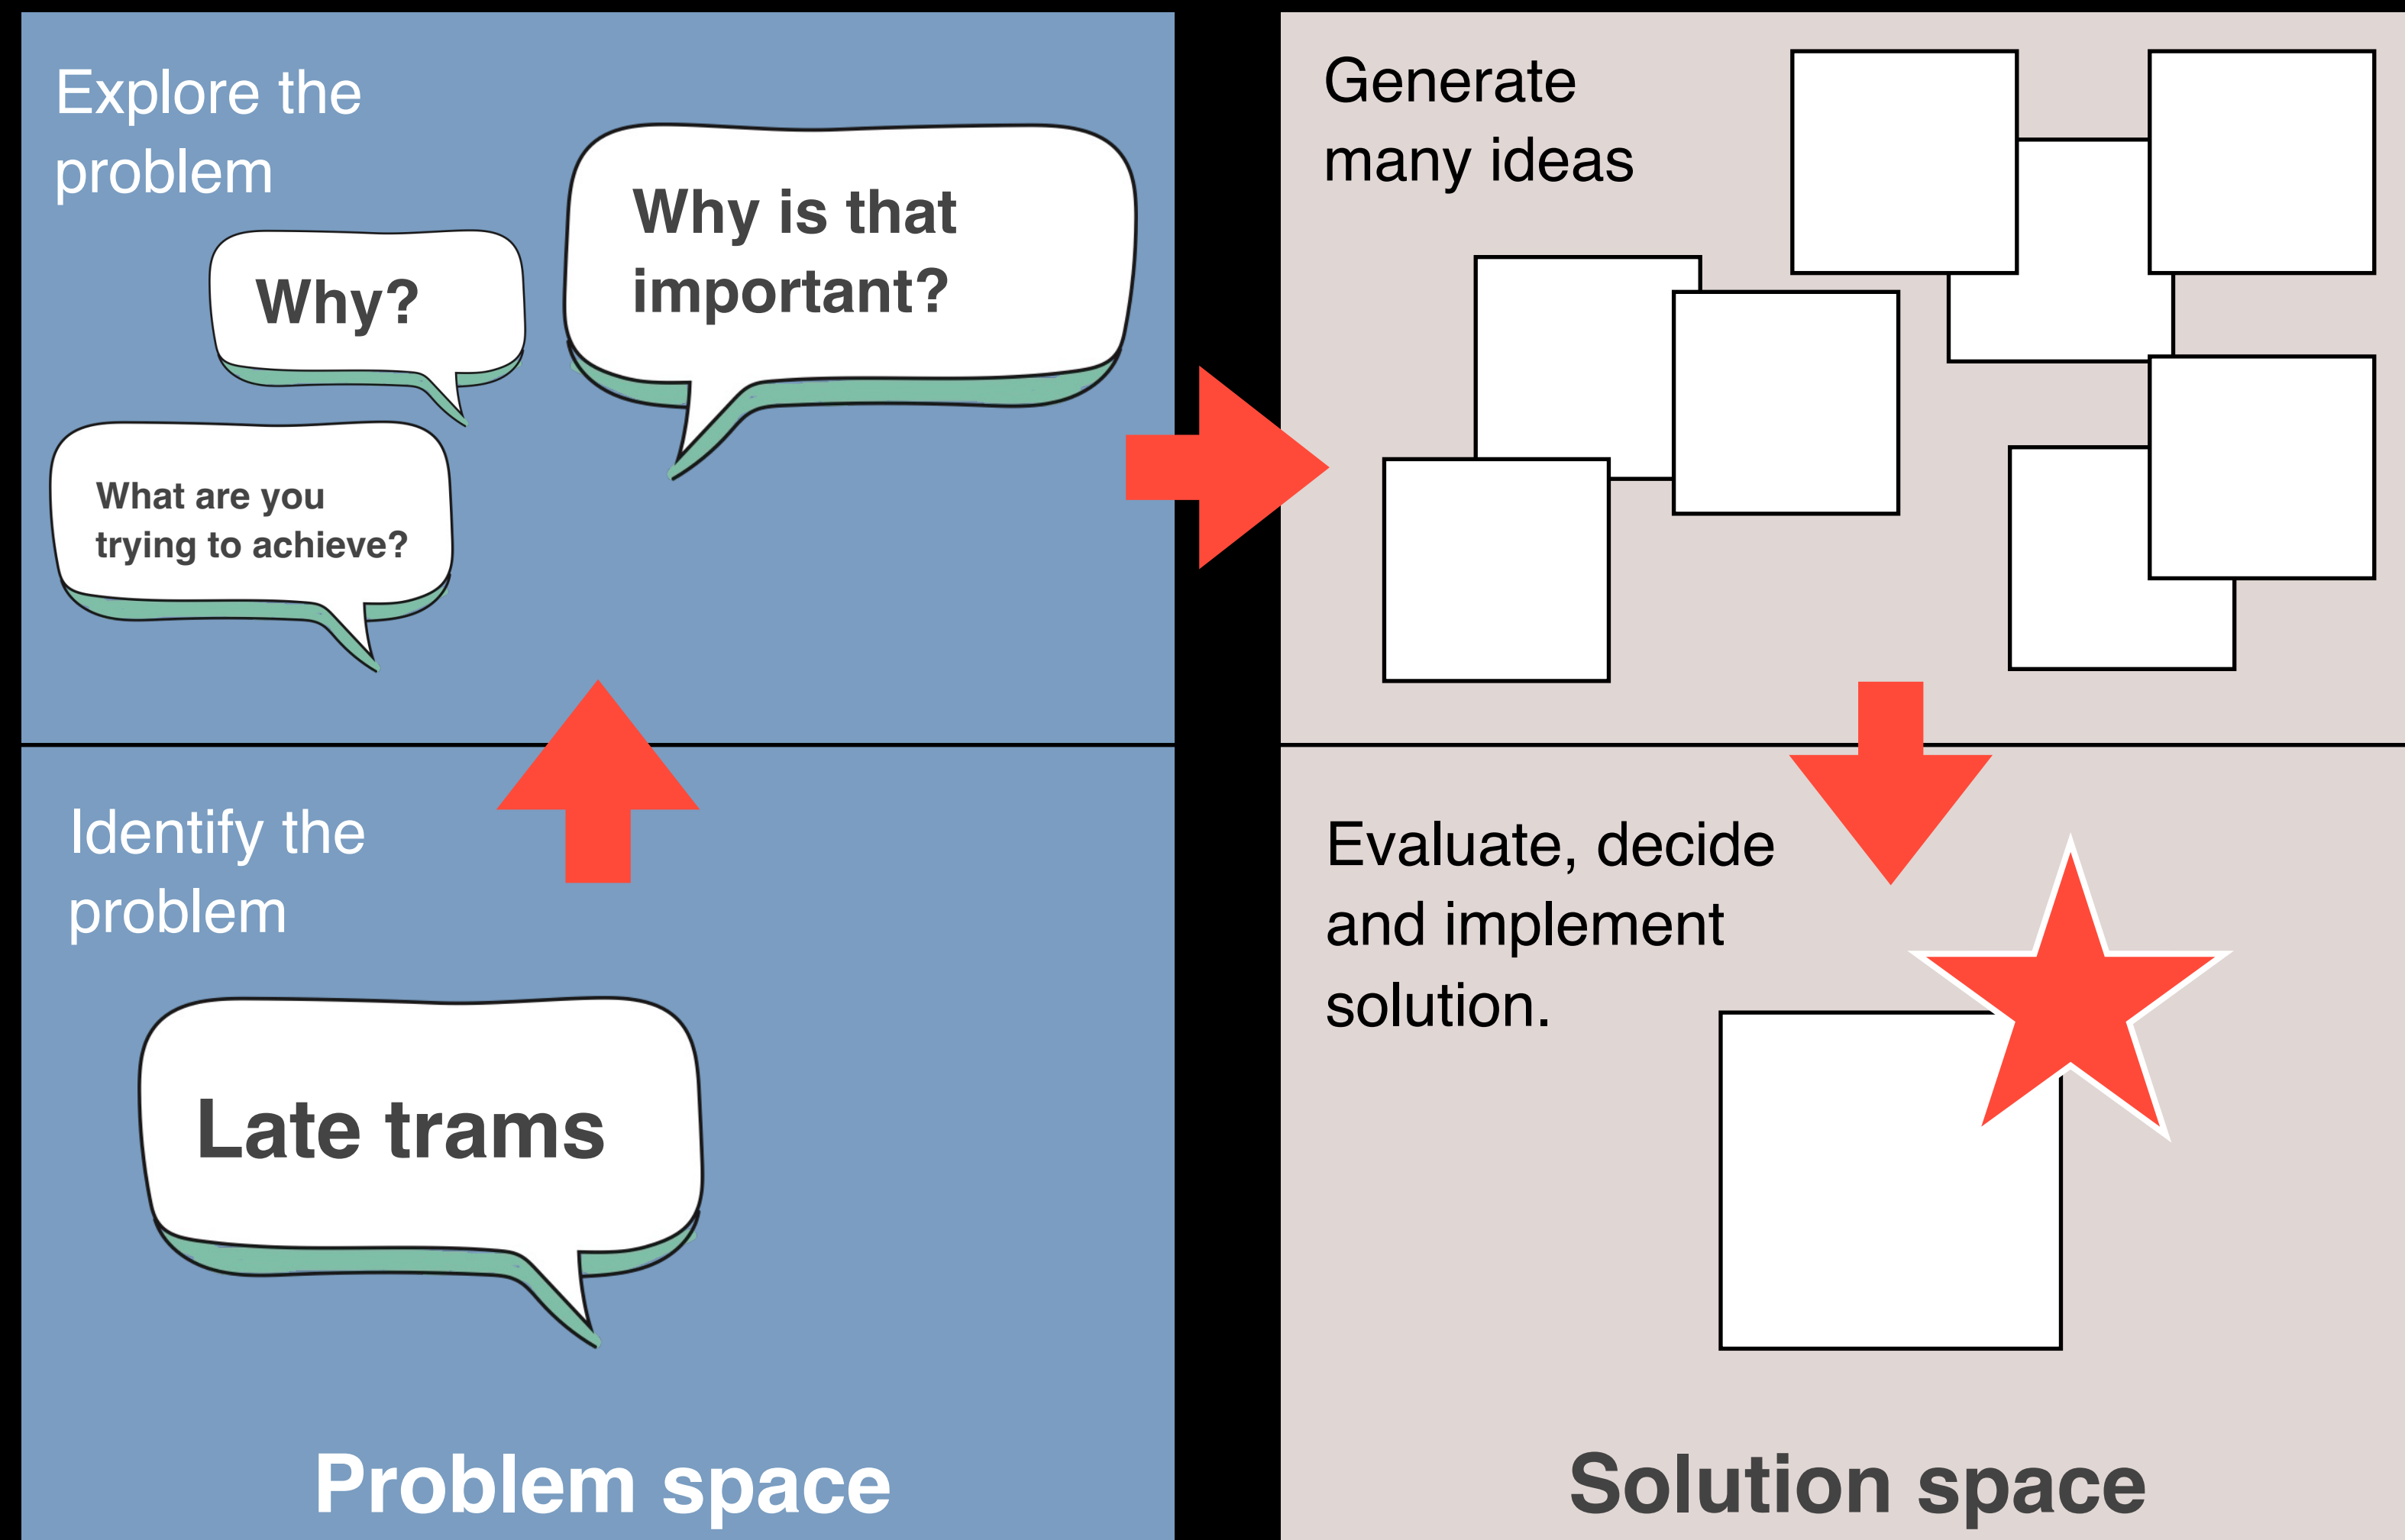 Explore the
problem
Why?
Why is that
important?
What are you
trying to achieve?
Identify the
problem
Late trams
Problem space
Generate
many ideas
Evaluate, decide
and implement
solution.
Solution space